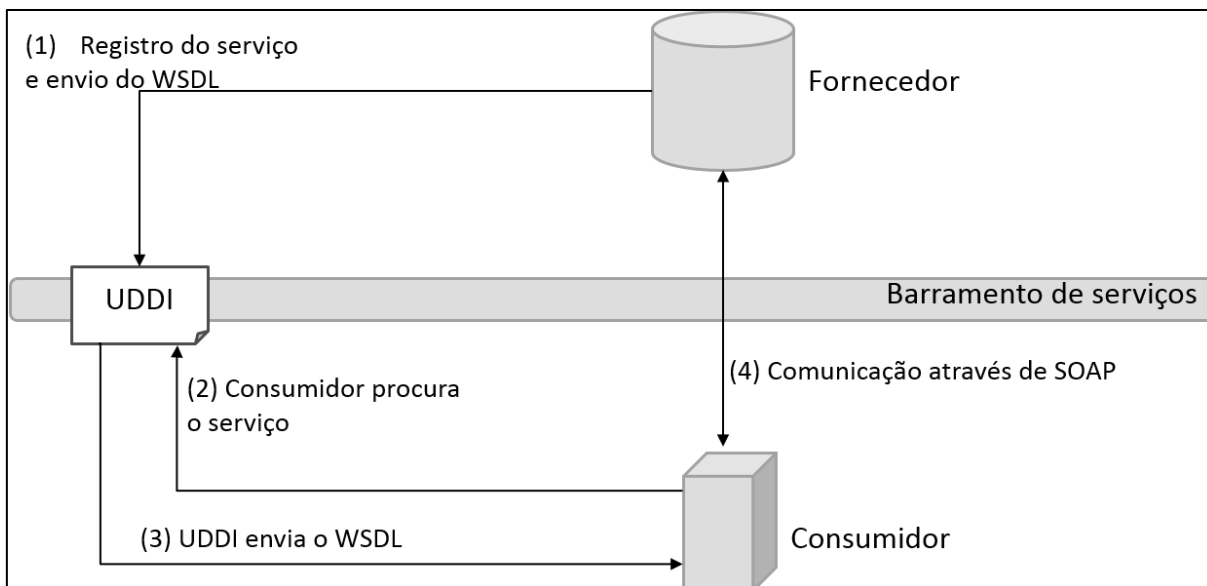 (1) Registro do serviço
e envio do WSDL
Fornecedor
UDDI
Barramento de serviços
(2) Consumidor procura
o serviço
(4) Comunicação através de SOAP
(3) UDDI envia o WSDL
Consumidor